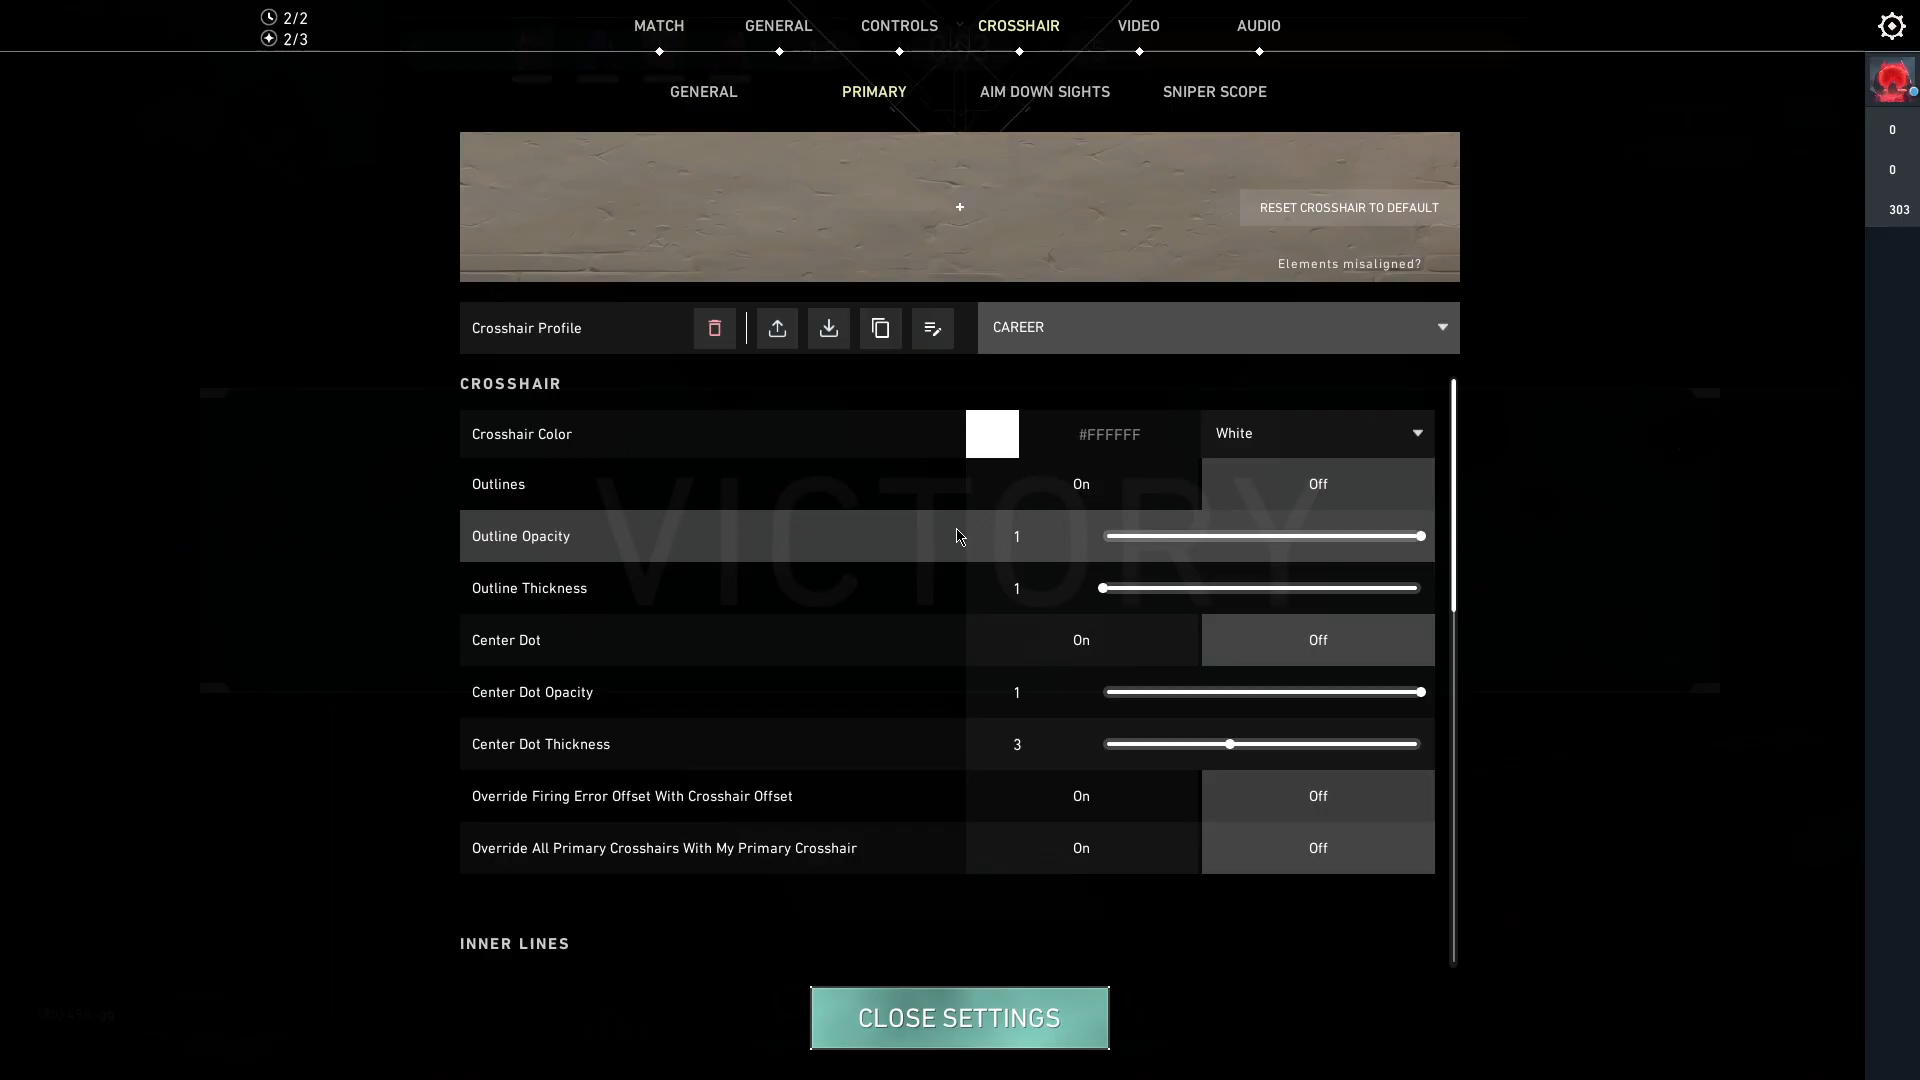 2/2
2/3
MATCH GENERAL CONTROLS CROSSHAIR VIDEO AUDIO
GENERAL PRIMARY AIM DOWN SIGHTS SNIPER SCOPE
0
0
303
RESET CROSSHAIR TO DEFAULT
Elements misaligned?
Crosshair Profile CAREER
CROSSHAIR
Crosshair Color #FFFFFF White
Outlines On Off
VICTORY
Outline Opacity 1
Outline Thickness 1
Center Dot On Off
Center Dot Opacity 1
Center Dot Thickness 3
Override Firing Error Offset With Crosshair Offset On Off
Override All Primary Crosshairs With My Primary Crosshair On Off
INNER LINES
CLOSE SETTINGS